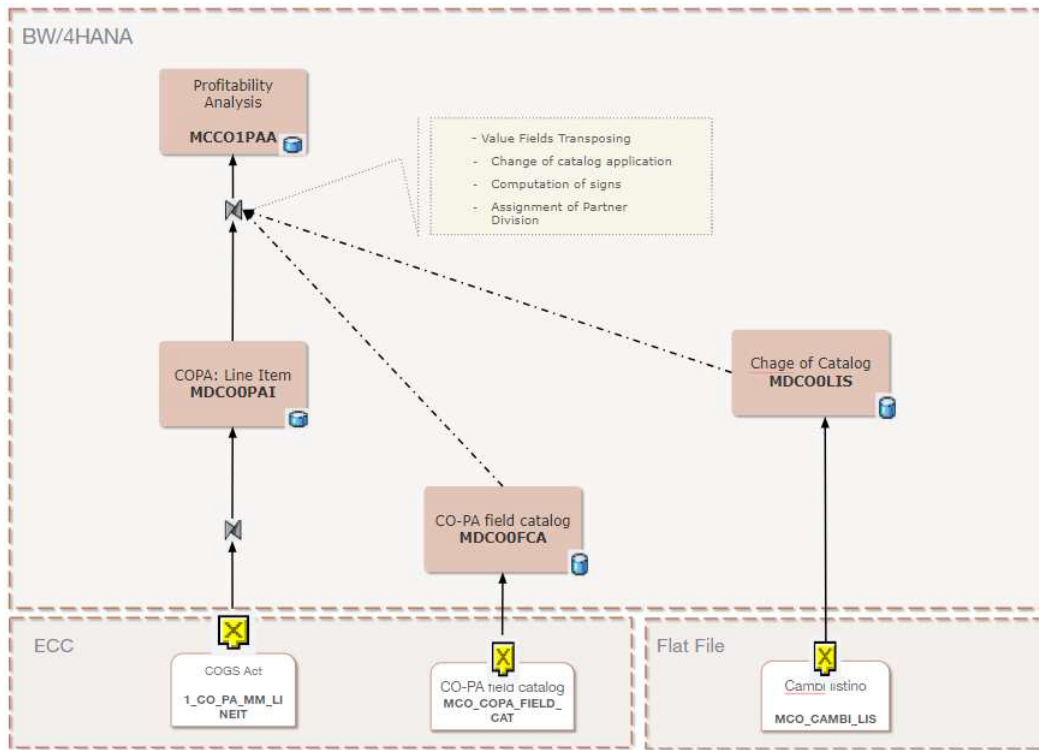 BW/4HANA
Profitability
Analysis
MCCO1PAA
- Value Fields Transposing
- Change of catalog application
- Computation of signs
- Assignment of Partner
Division
COPA: Line Item
MDCO0PAI
Chage of Catalog
MDCO0LIS
CO-PA field catalog
MDCO0FCA
ECC
COGS Act
1_CO_PA_MM_LI
NEIT
CO-PA field catalog
MCO_COPA_FIELD_
CAT
Flat File
Cambi listino
MCO_CAMBI_LIS